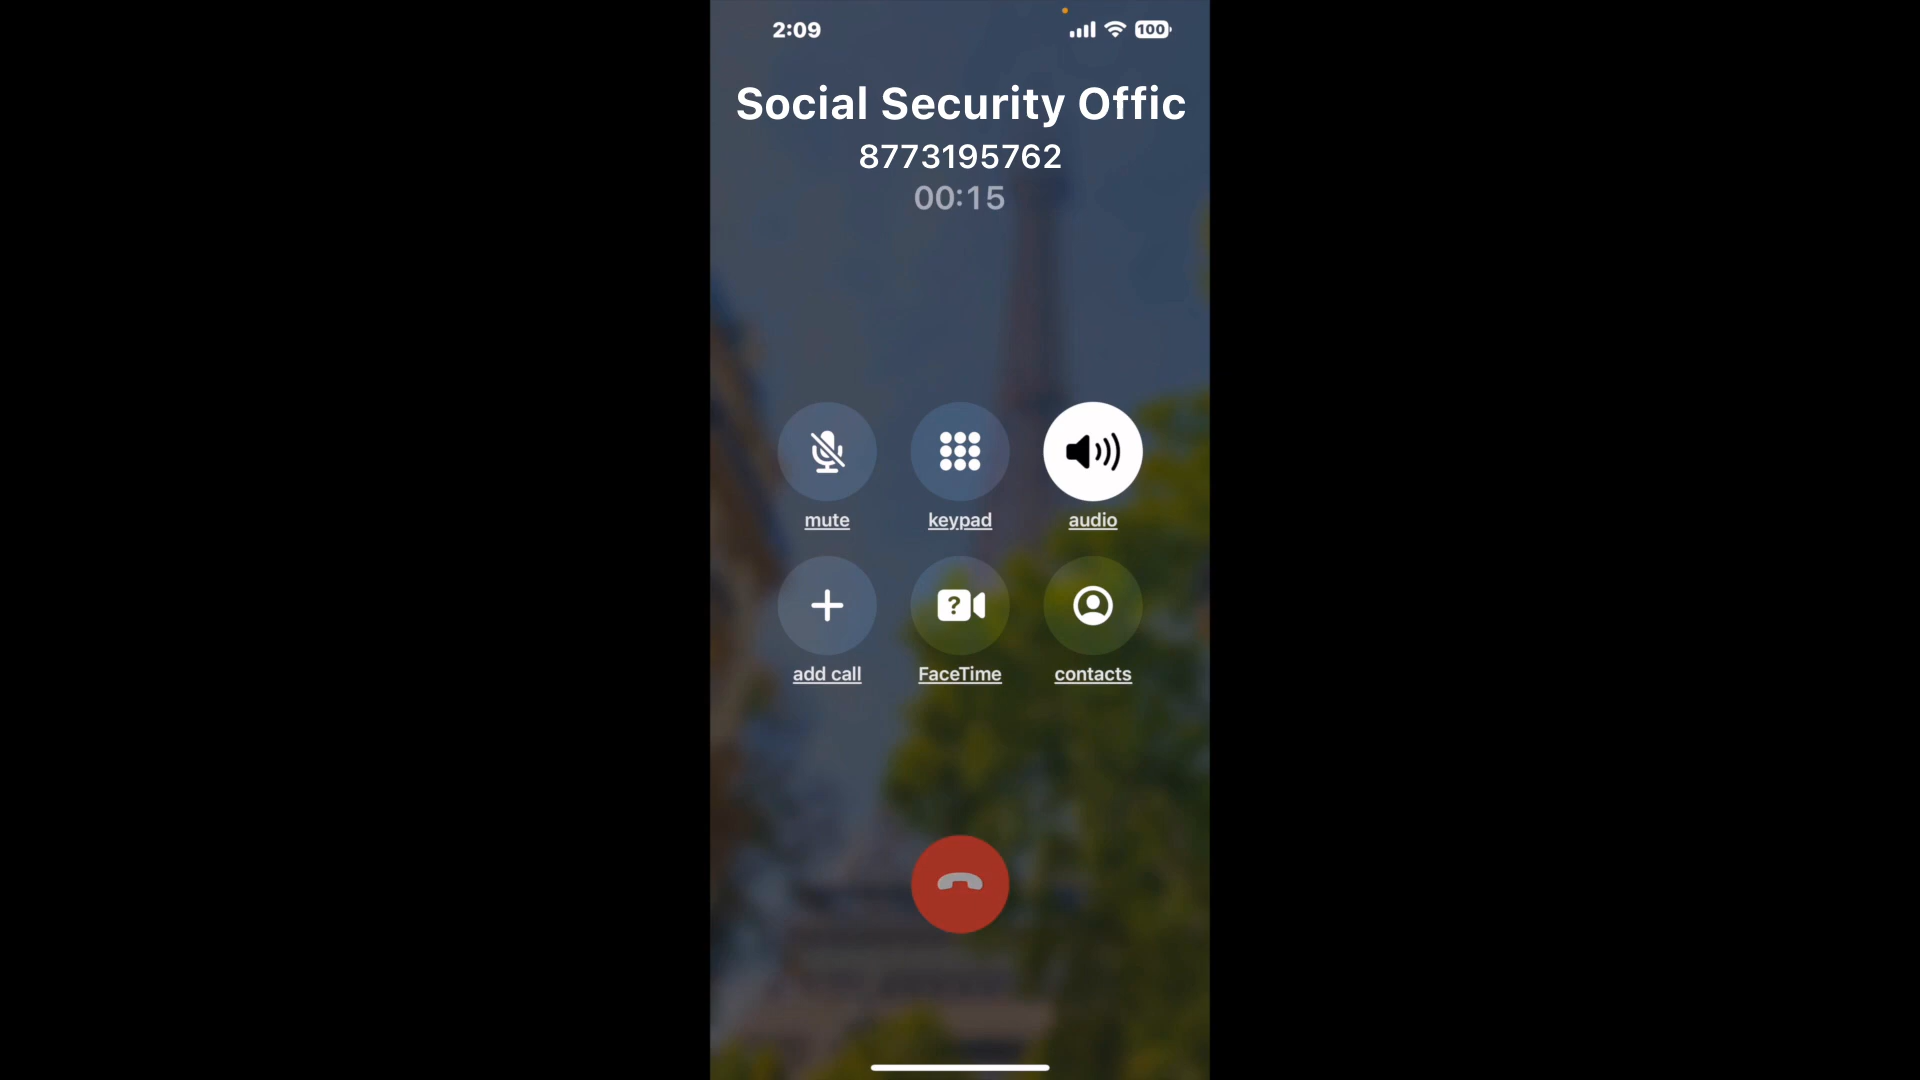 2:09
100
Social Security Offic
8773195762
00:15
mute
keypad
audio
?
add call
FaceTime
contacts